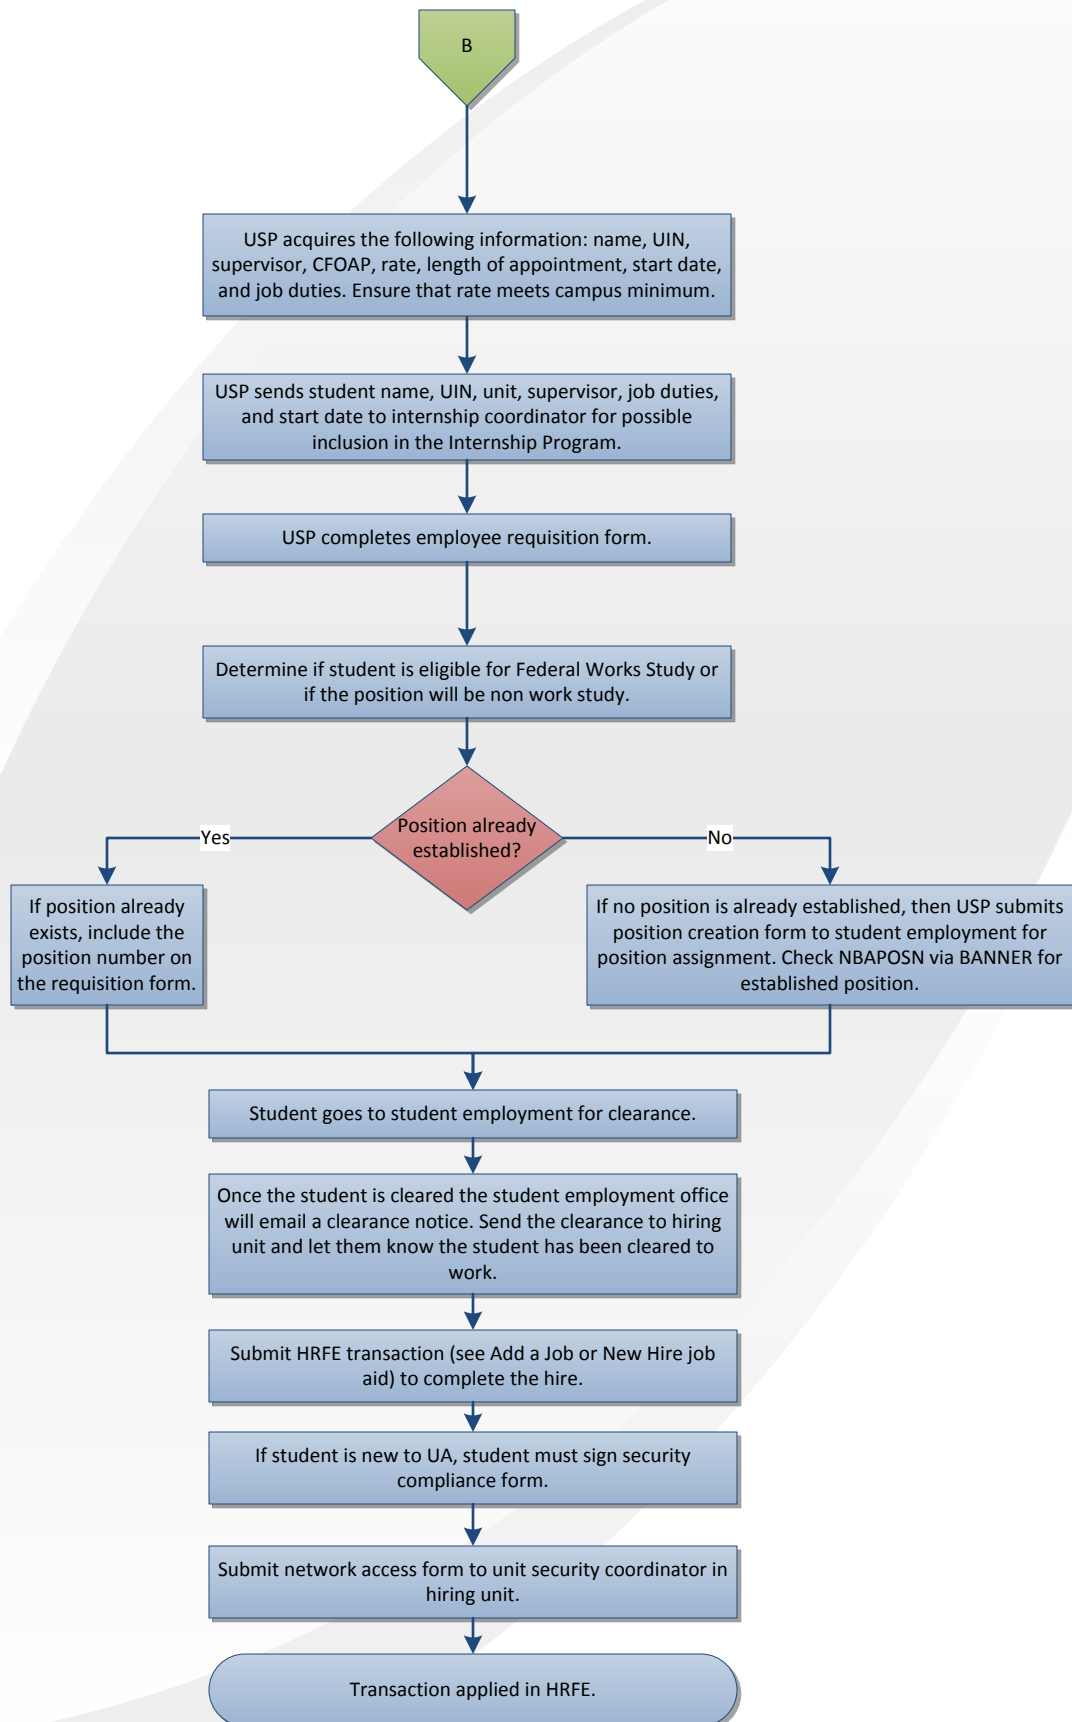 B
USP acquires the following information: name, UIN,
supervisor, CFOAP, rate, length of appointment, start date,
and job duties. Ensure that rate meets campus minimum.
USP sends student name, UIN, unit, supervisor, job duties,
and start date to internship coordinator for possible
inclusion in the Internship Program.
USP completes employee requisition form.
Determine if student is eligible for Federal Works Study or
if the position will be non work study.
Position already
established?
Yes
No
If position already
exists, include the
position number on
the requisition form.
If no position is already established, then USP submits
position creation form to student employment for
position assignment. Check NBAPOSN via BANNER for
established position.
Student goes to student employment for clearance.
Once the student is cleared the student employment office
will email a clearance notice. Send the clearance to hiring
unit and let them know the student has been cleared to
work.
Submit HRFE transaction (see Add a Job or New Hire job
aid) to complete the hire.
If student is new to UA, student must sign security
compliance form.
Submit network access form to unit security coordinator in
hiring unit.
Transaction applied in HRFE.